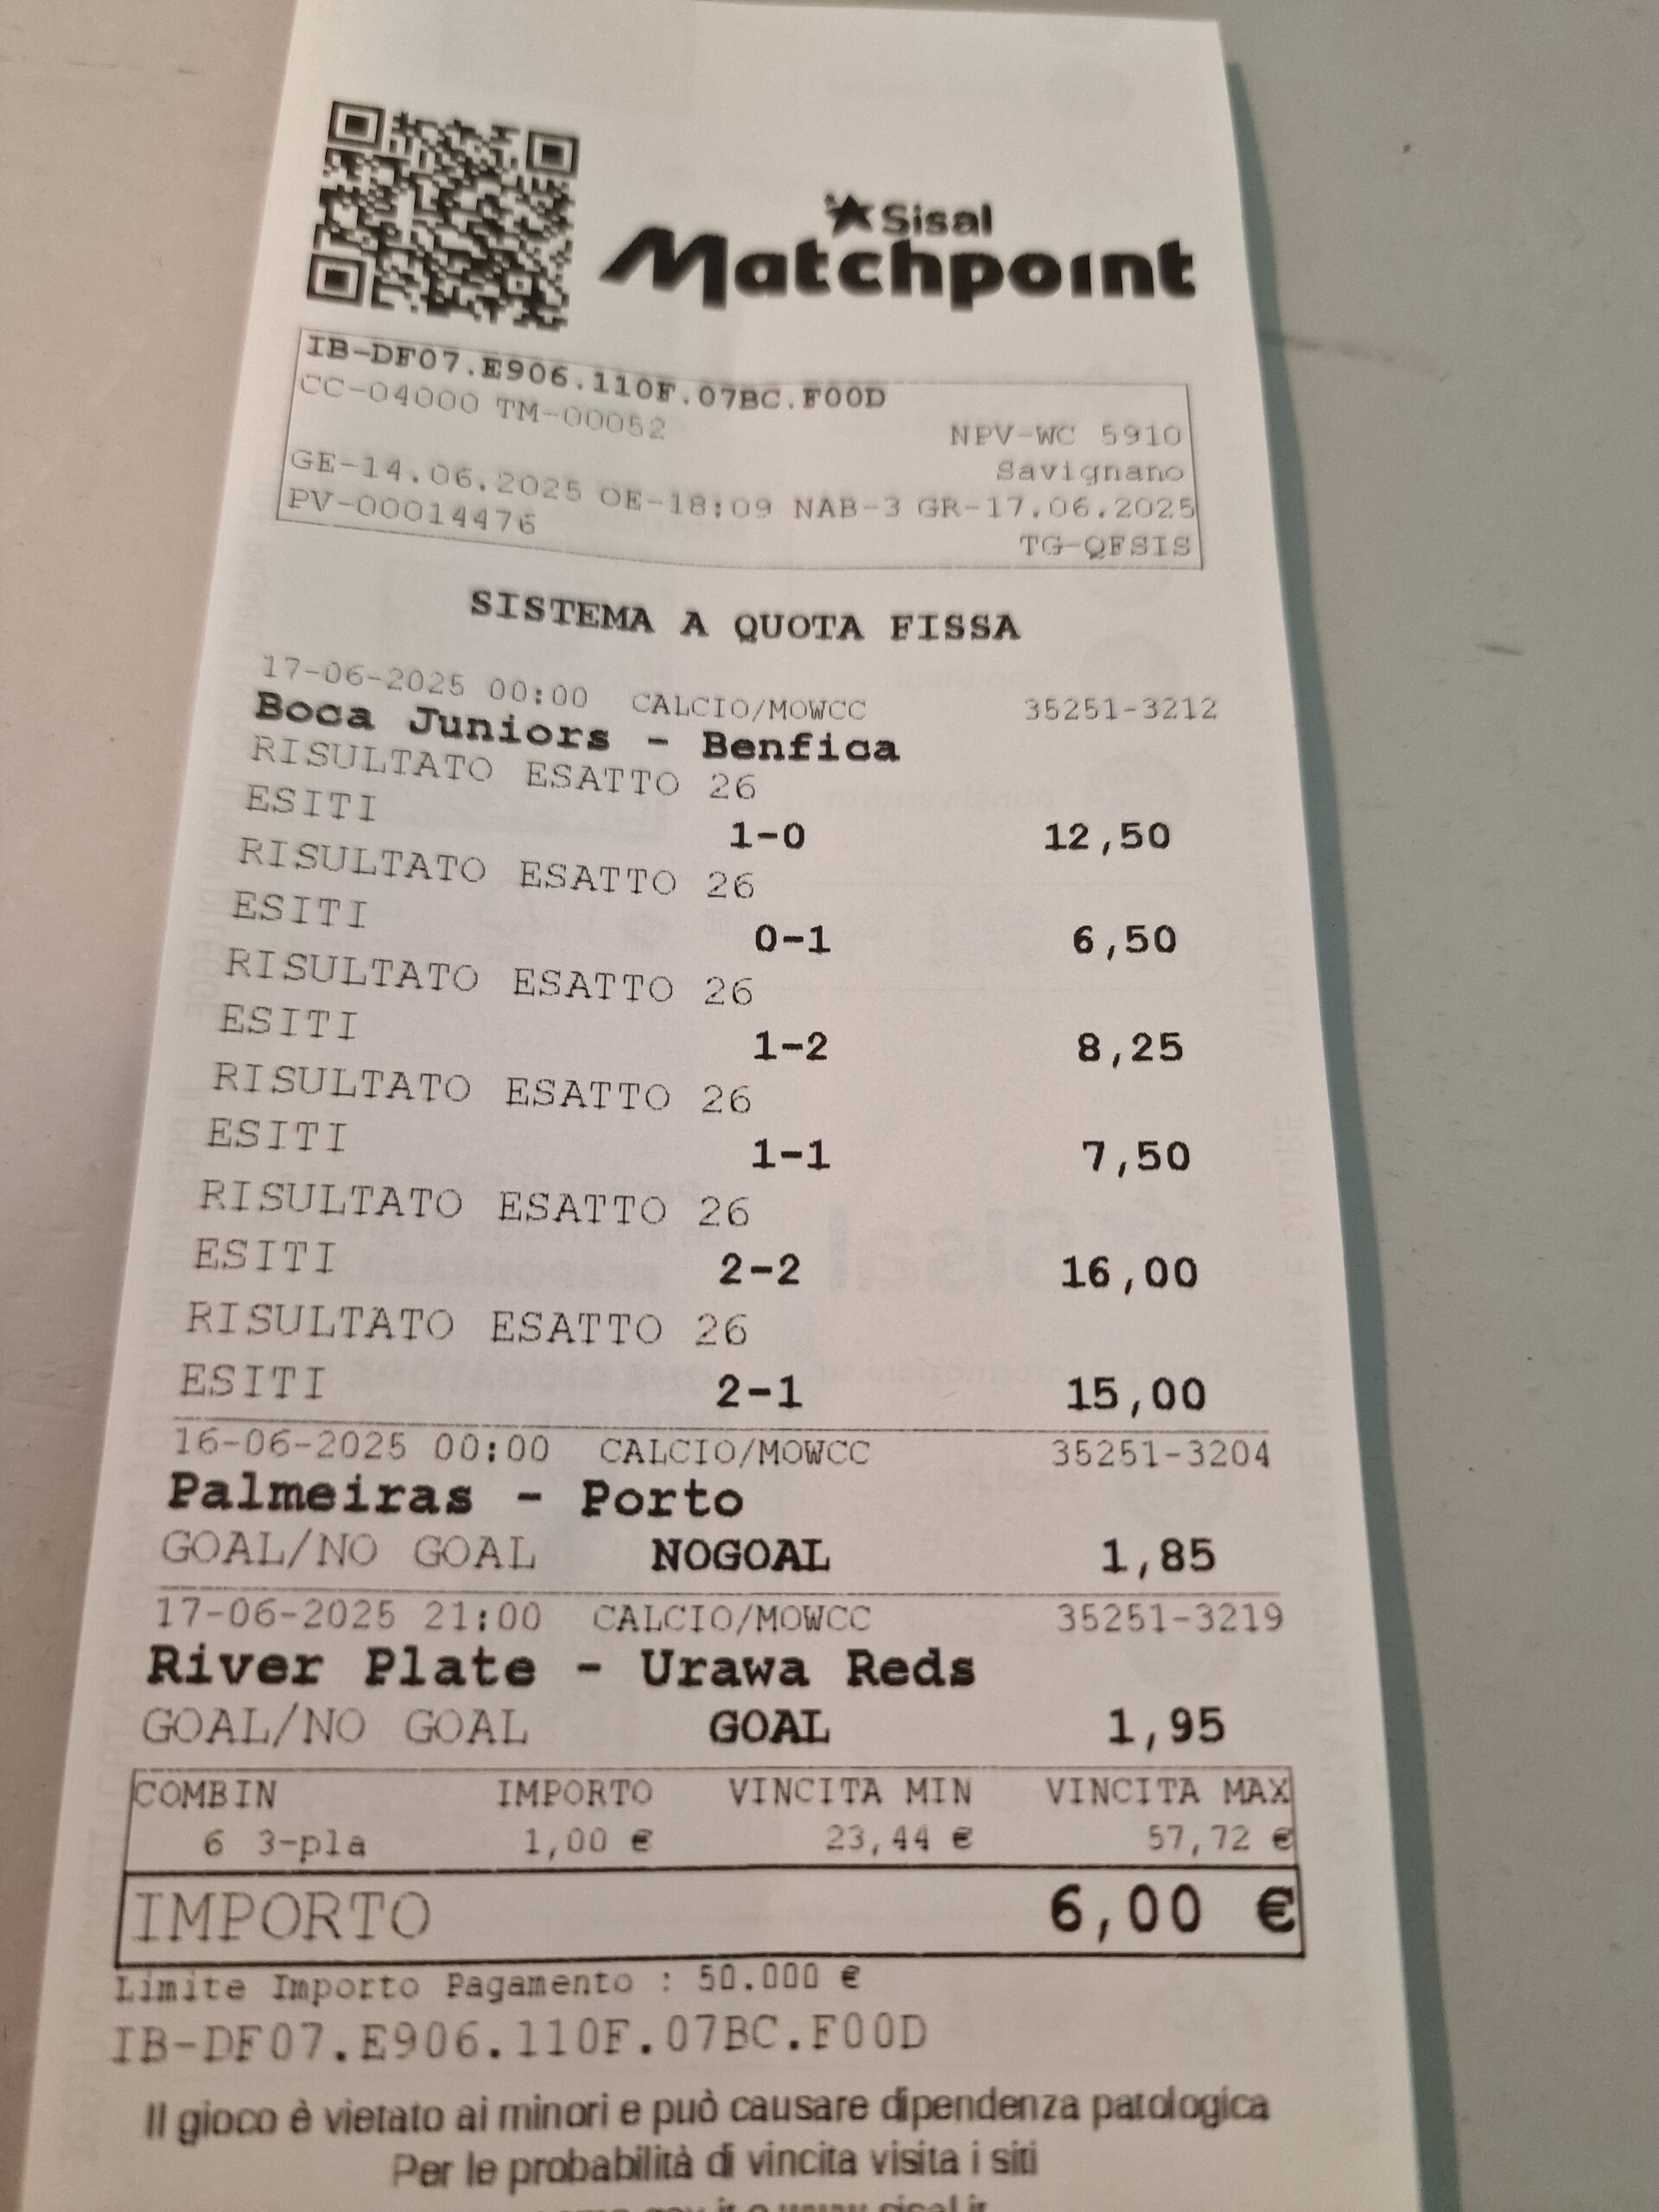 Sisal
Matchpoint
IB-DF07.E906.110F.07BC.F00D
CC-04000 TM-00052
NPV-WC 5910
Savignano
GE-14.06.2025 OE-18:09 NAB-3 GR-17.06.2025
PV-00014476
TG-QFSIS
SISTEMA A QUOTA FISSA
17-06-2025 00:00 CALCIO/MOWCC 35251-3212
Boca Juniors - Benfica
RISULTATO ESATTO 26
ESITI 1-0 12,50
RISULTATO ESATTO 26
ESITI 0-1 6,50
RISULTATO ESATTO 26
ESITI 1-2 8,25
RISULTATO ESATTO 26
ESITI 1-1 7,50
RISULTATO ESATTO 26
ESITI 2-2 16,00
RISULTATO ESATTO 26
ESITI 2-1 15,00
16-06-2025 00:00 CALCIO/MOWCC 35251-3204
Palmeiras - Porto
GOAL/NO GOAL NOGOAL 1,85
17-06-2025 21:00 CALCIO/MOWCC 35251-3219
River Plate - Urawa Reds
GOAL/NO GOAL GOAL 1,95
COMBIN IMPORTO VINCITA MIN VINCITA MAX
6 3-pla 1,00 € 23,44 € 57,72 €
IMPORTO 6,00 €
Limite Importo Pagamento : 50.000 €
IB-DF07.E906.110F.07BC.F00D
Il gioco è vietato ai minori e può causare dipendenza patologica
Per le probabilità di vincita visita i siti